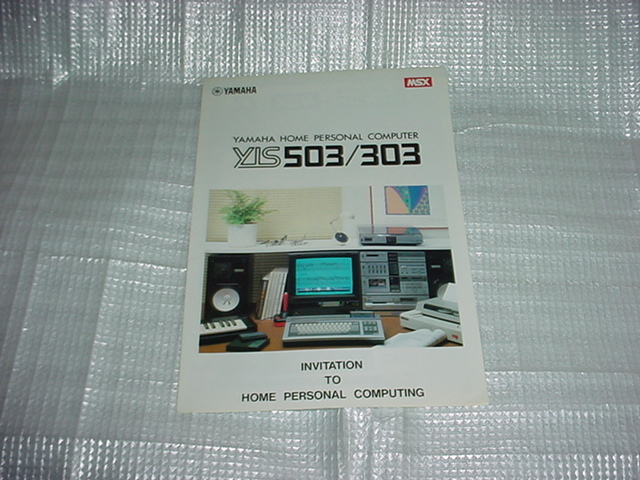 YAMAHA
MSX
YAMAHA HOME PERSONAL COMPUTER
YIS503/303
INVITATION
TO
HOME PERSONAL COMPUTING